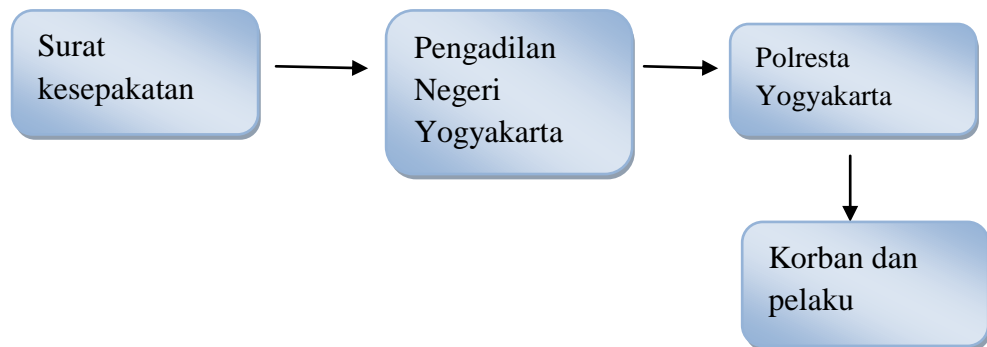 Surat
kesepakatan
Pengadilan
Negeri
Yogyakarta
Polresta
Yogyakarta
Korban dan
pelaku